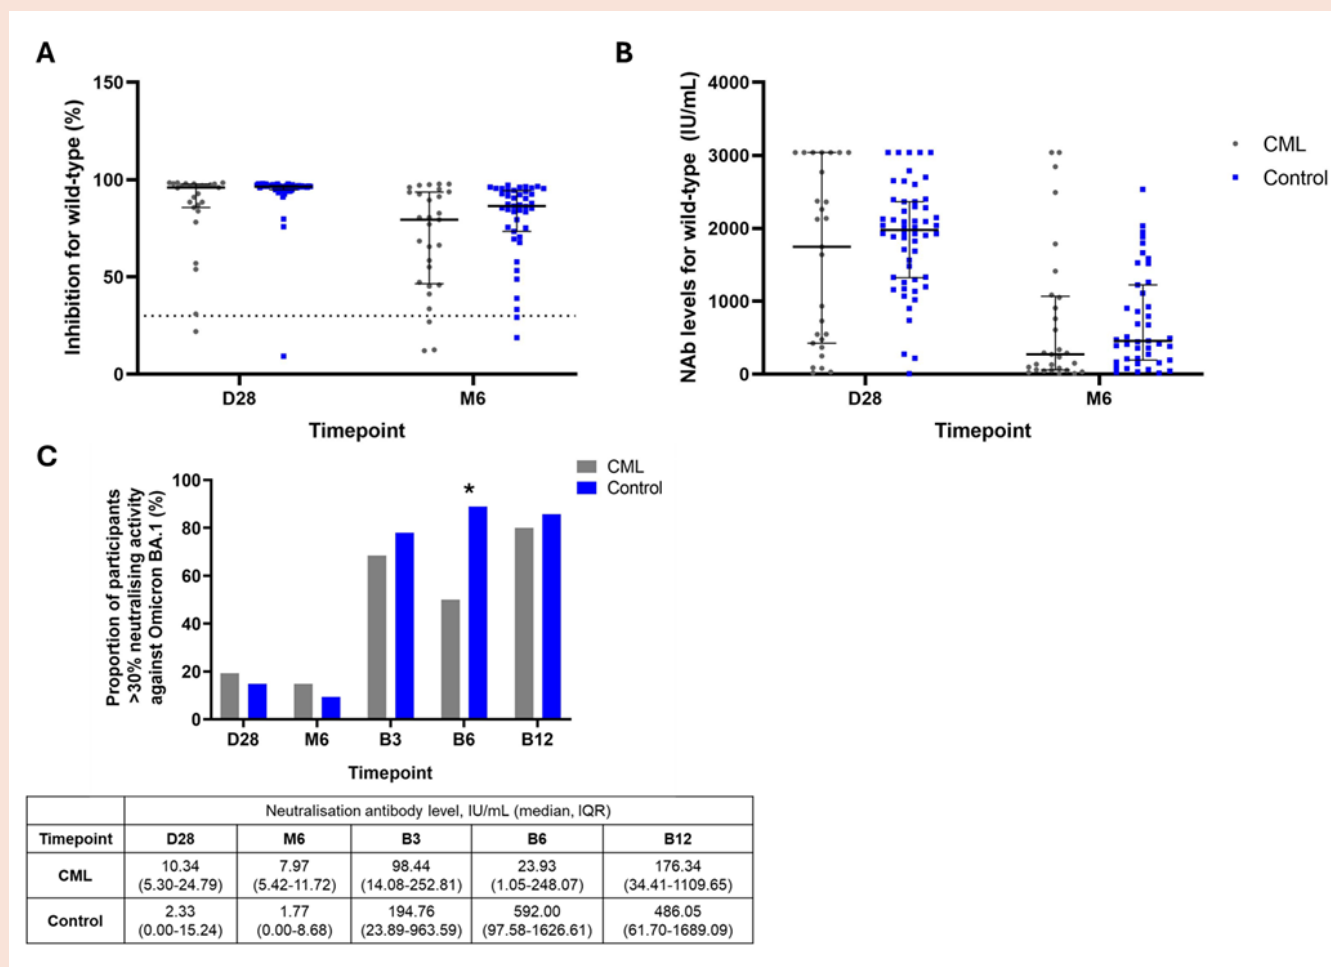 A
B
150
100
50
0
Inhibition for wild-type (%)
D28
M6
Timepoint
4000
3000
2000
1000
0
NAb levels for wild-type (IU/mL)
D28
M6
Timepoint
CML
Control
C
100
80
60
40
20
0
Proportion of participants
>30% neutralising activity
against Omicron BA.1 (%)
*
CML
Control
D28
M6
B3
B6
B12
Timepoint
Neutralisation antibody level, IU/mL (median, IQR)
Timepoint D28 M6 B3 B6 B12
CML
10.34 7.97 98.44 23.93 176.34
(5.30-24.79) (5.42-11.72) (14.08-252.81) (1.05-248.07) (34.41-1109.65)
Control
2.33 1.77 194.76 592.00 486.05
(0.00-15.24) (0.00-8.68) (23.89-963.59) (97.58-1626.61) (61.70-1689.09)